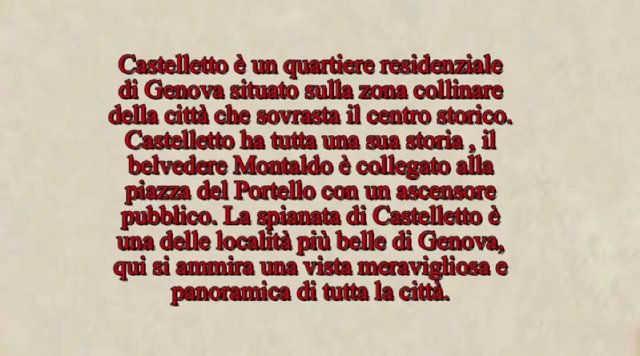 Castelletto è un quartiere residenziale
di Genova situato sulla zona collinare
della città che sovrasta il centro storico.
Castelletto ha tutta una sua storia , il
belvedere Montaldo è collegato alla
piazza del Portello con un ascensore
pubblico. La spianata di Castelletto è
una delle località più belle di Genova,
qui si ammira una vista meravigliosa e
panoramica di tutta la città.